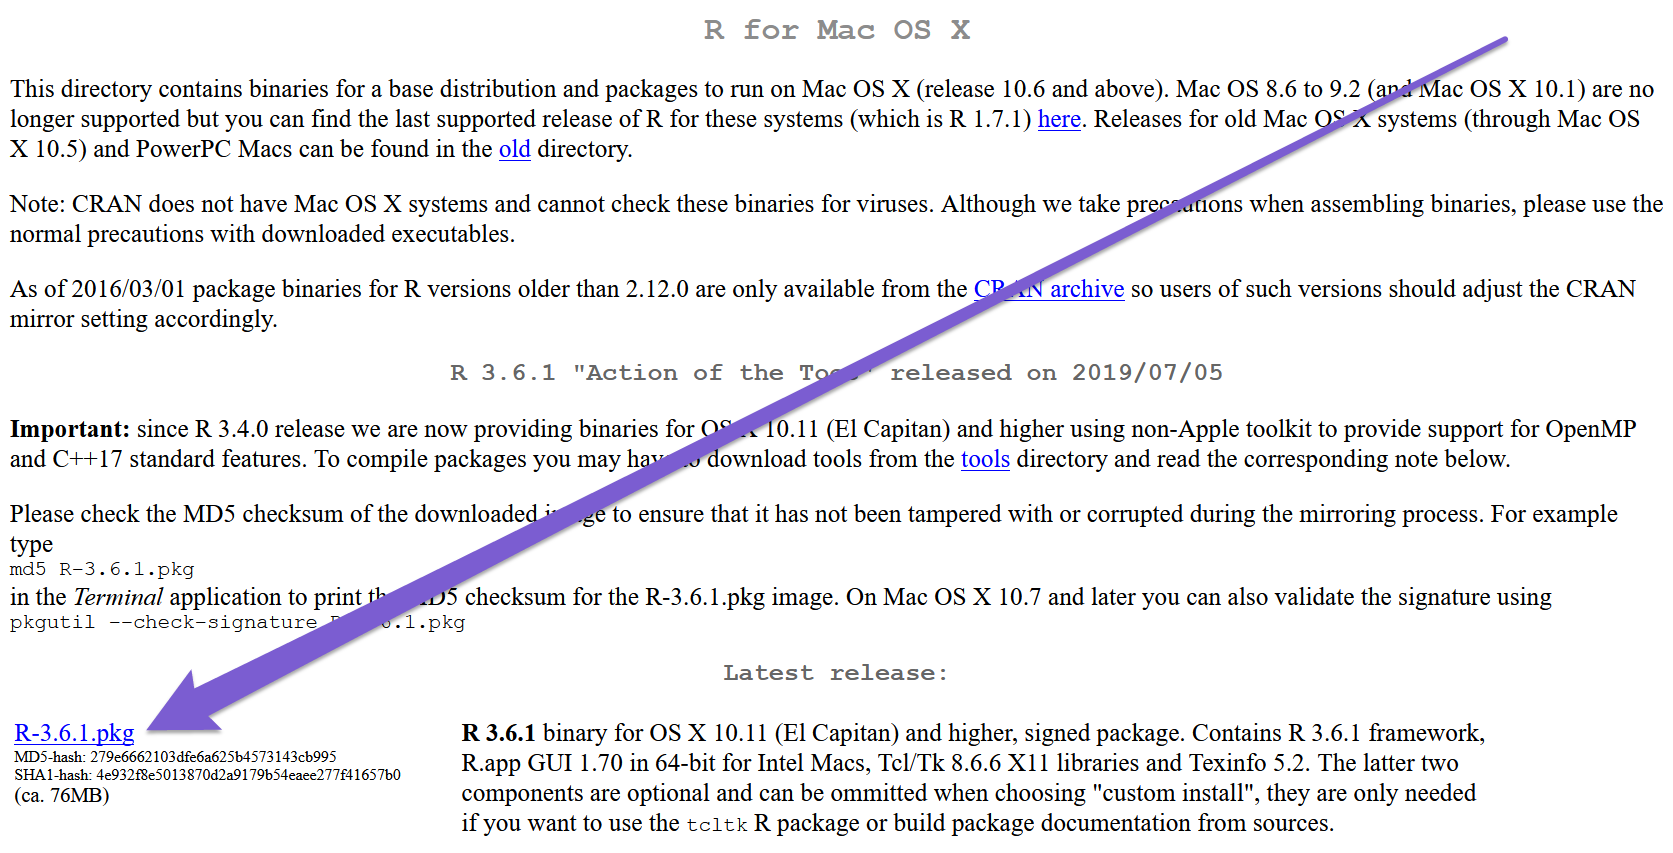 R for Mac OS X
This directory contains binaries for a base distribution and packages to run on Mac OS X (release 10.6 and above). Mac OS 8.6 to 9.2 (and Mac OS X 10.1) are no
longer supported but you can find the last supported release of R for these systems (which is R 1.7.1) here. Releases for old Mac OS X systems (through Mac OS
X 10.5) and PowerPC Macs can be found in the old directory.
Note: CRAN does not have Mac OS X systems and cannot check these binaries for viruses. Although we take precautions when assembling binaries, please use the
normal precautions with downloaded executables.
As of 2016/03/01 package binaries for R versions older than 2.12.0 are only available from the CRAN archive so users of such versions should adjust the CRAN
mirror setting accordingly.
R 3.6.1 "Action of the Toes" released on 2019/07/05
Important: since R 3.4.0 release we are now providing binaries for OS X 10.11 (El Capitan) and higher using non-Apple toolkit to provide support for OpenMP
and C++17 standard features. To compile packages you may have to download tools from the tools directory and read the corresponding note below.
Please check the MD5 checksum of the downloaded image to ensure that it has not been tampered with or corrupted during the mirroring process. For example
type
md5 R-3.6.1.pkg
in the Terminal application to print the MD5 checksum for the R-3.6.1.pkg image. On Mac OS X 10.7 and later you can also validate the signature using
pkgutil --check-signature R-3.6.1.pkg
Latest release:
R-3.6.1.pkg
MD5-hash: 279e6662103dfe6a625b4573143cb995
SHA1-hash: 4e932f8e5013870d2a9179b54eaee277f41657b0
(ca. 76MB)
R 3.6.1 binary for OS X 10.11 (El Capitan) and higher, signed package. Contains R 3.6.1 framework,
R.app GUI 1.70 in 64-bit for Intel Macs, Tcl/Tk 8.6.6 X11 libraries and Texinfo 5.2. The latter two
components are optional and can be ommitted when choosing "custom install", they are only needed
if you want to use the tcltk R package or build package documentation from sources.